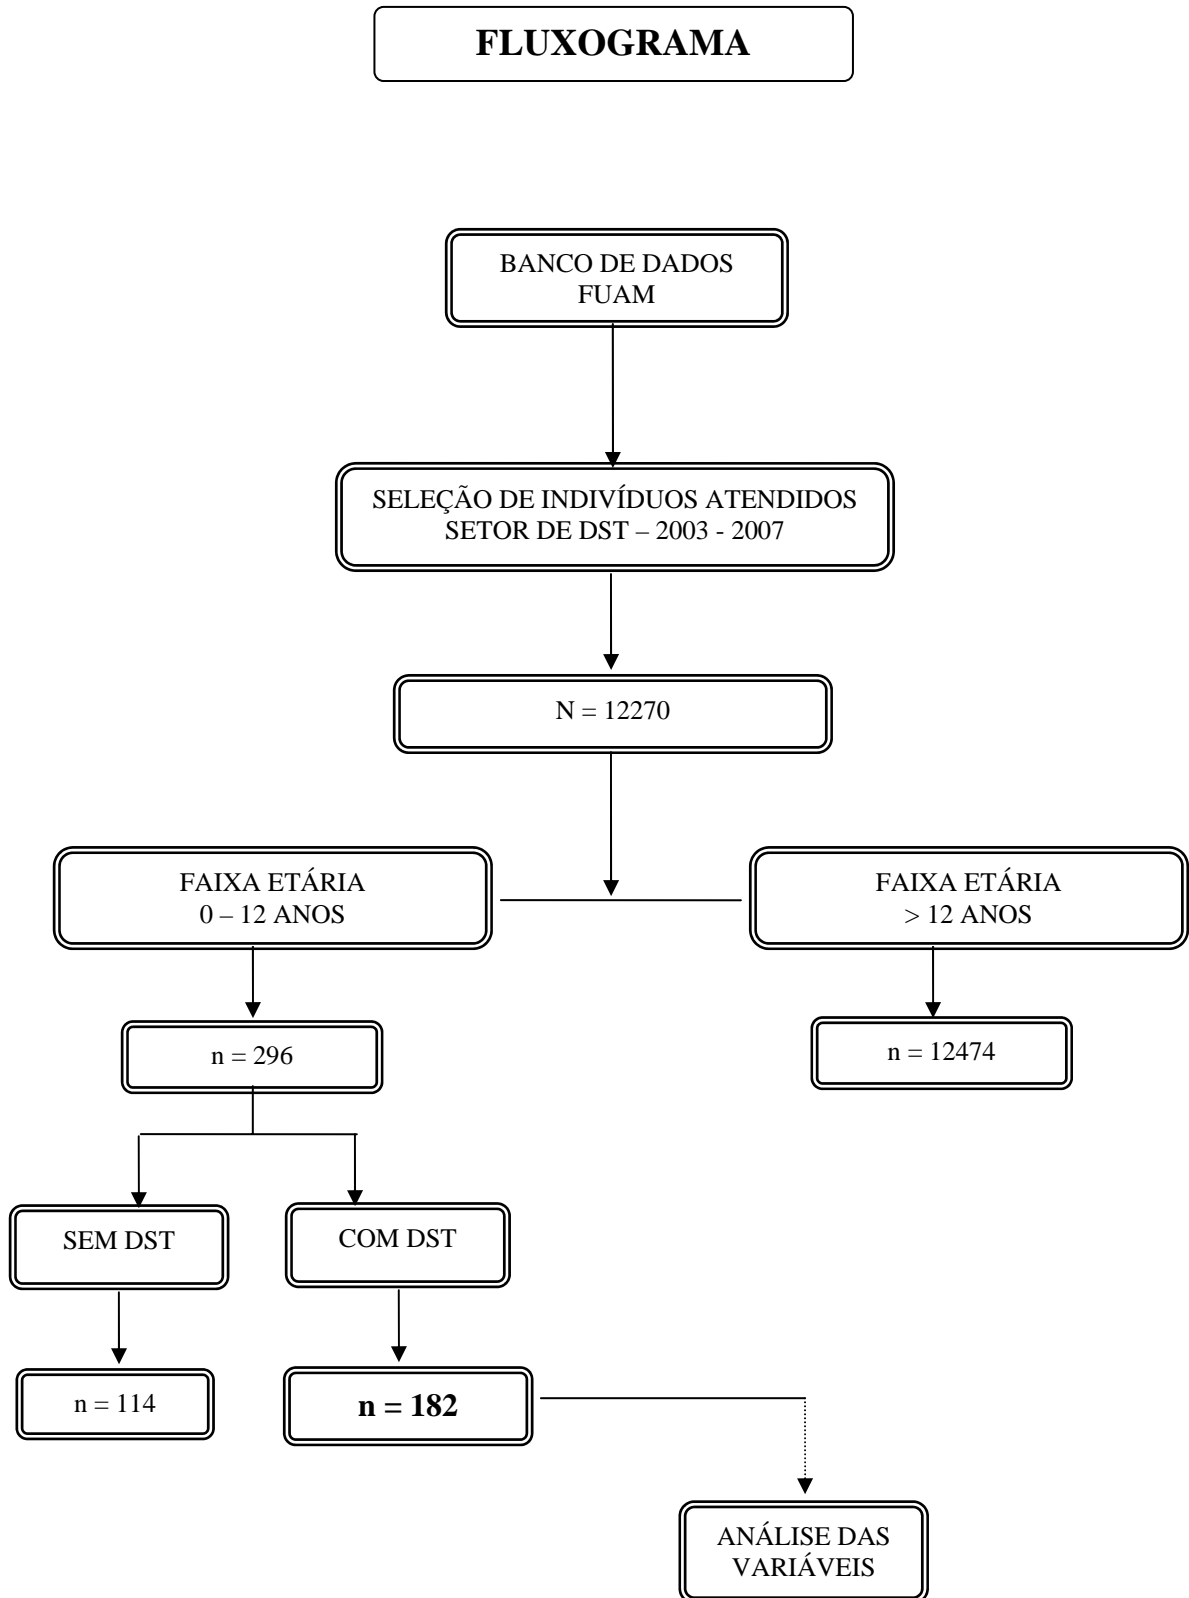 FLUXOGRAMA
BANCO DE DADOS
FUAM
SELEÇÃO DE INDIVÍDUOS ATENDIDOS
SETOR DE DST – 2003 - 2007
N = 12270
FAIXA ETÁRIA
0 – 12 ANOS
FAIXA ETÁRIA
> 12 ANOS
n = 296
n = 12474
SEM DST
COM DST
n = 114
n = 182
ANÁLISE DAS
VARIÁVEIS